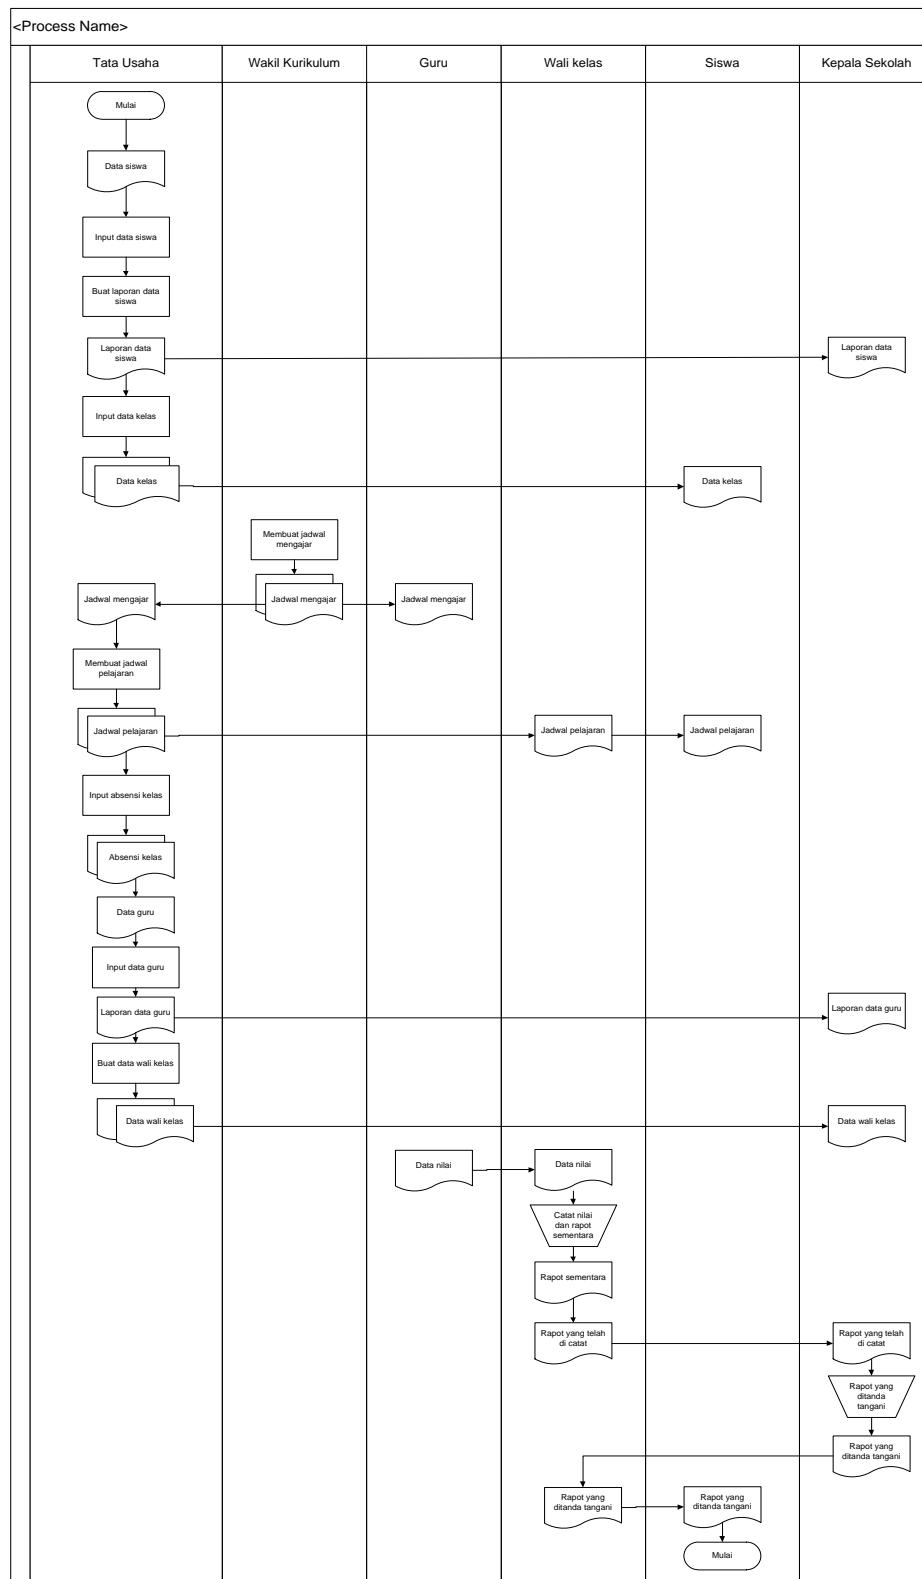 <Process Name>
Tata Usaha
Wakil Kurikulum
Guru
Wali kelas
Siswa
Kepala Sekolah
Mulai
Data siswa
Input data siswa
Buat laporan data
siswa
Laporan data
siswa
Laporan data
siswa
Input data kelas
Data kelas
Data kelas
Membuat jadwal
mengajar
Jadwal mengajar
Jadwal mengajar
Jadwal mengajar
Membuat jadwal
pelajaran
Jadwal pelajaran
Jadwal pelajaran
Jadwal pelajaran
Input absensi kelas
Absensi kelas
Data guru
Input data guru
Laporan data guru
Laporan data guru
Buat data wali kelas
Data wali kelas
Data wali kelas
Data nilai
Data nilai
Catat nilai
dan rapot
sementara
Rapot sementara
Rapot yang telah
di catat
Rapot yang telah
di catat
Rapot yang
ditanda
tangani
Rapot yang
ditanda tangani
Rapot yang
ditanda tangani
Rapot yang
ditanda tangani
Mulai